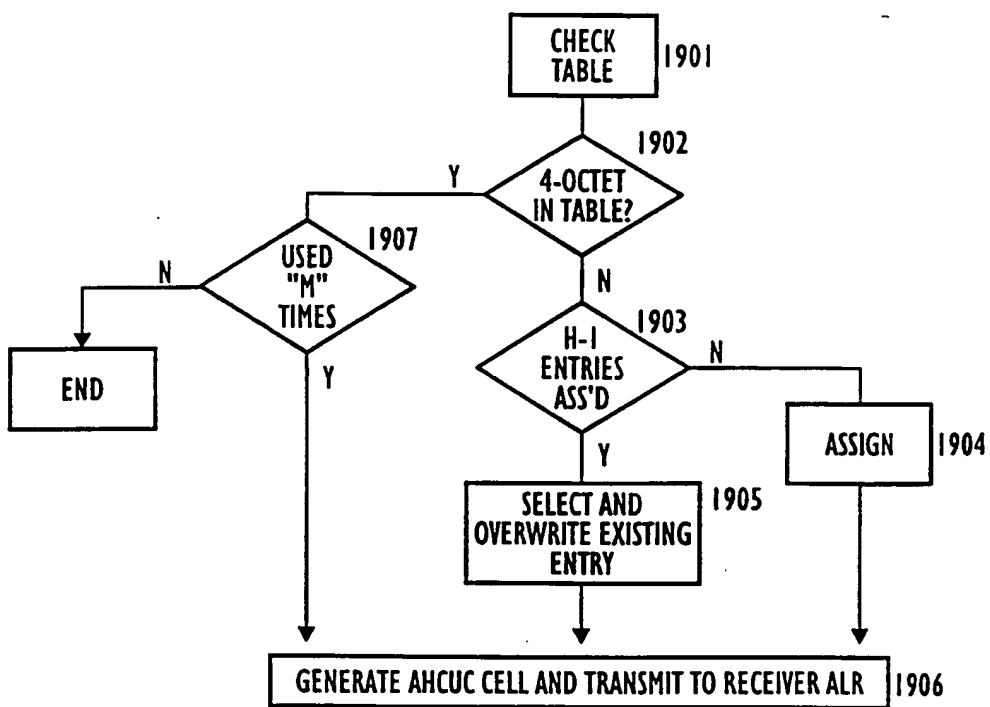 CHECK
TABLE
1901
1902
4-OCTET
IN TABLE?
Y
N
1907
USED
"M"
TIMES
N
Y
END
1903
H-1
ENTRIES
ASS'D
N
Y
ASSIGN
1904
1905
SELECT AND
OVERWRITE EXISTING
ENTRY
GENERATE AHCUC CELL AND TRANSMIT TO RECEIVER ALR
1906